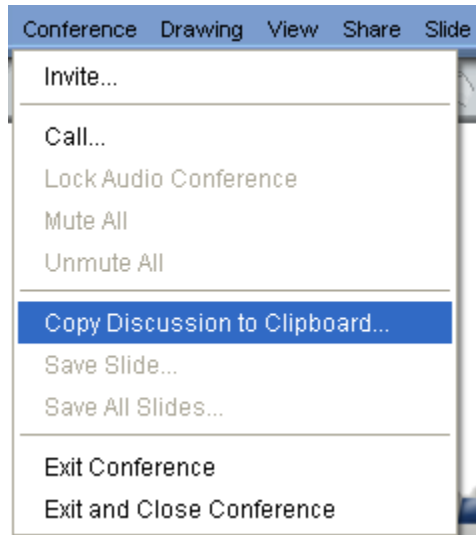 Conference Drawing View Share Slide
Invite...
Call...
Lock Audio Conference
Mute All
Unmute All
Copy Discussion to Clipboard...
Save Slide...
Save All Slides...
Exit Conference
Exit and Close Conference